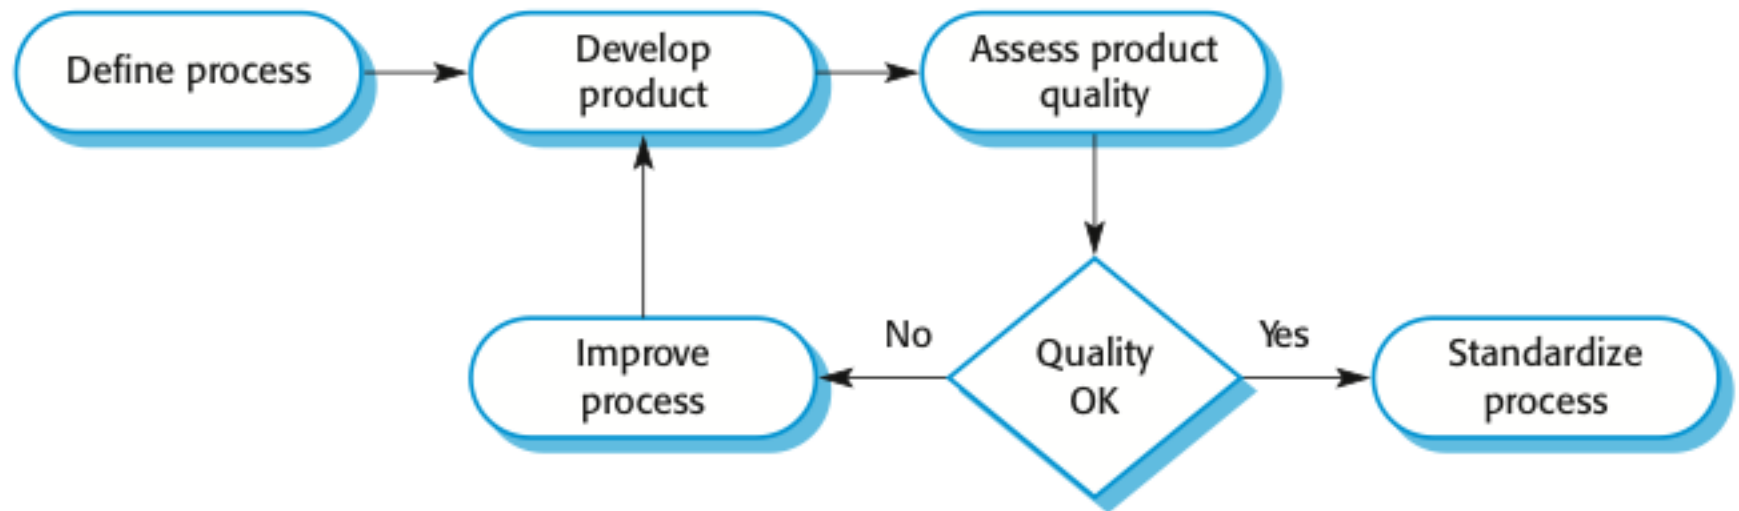 Define process
Develop
product
Assess product
quality
No
Yes
Improve
process
Quality
OK
Standardize
process